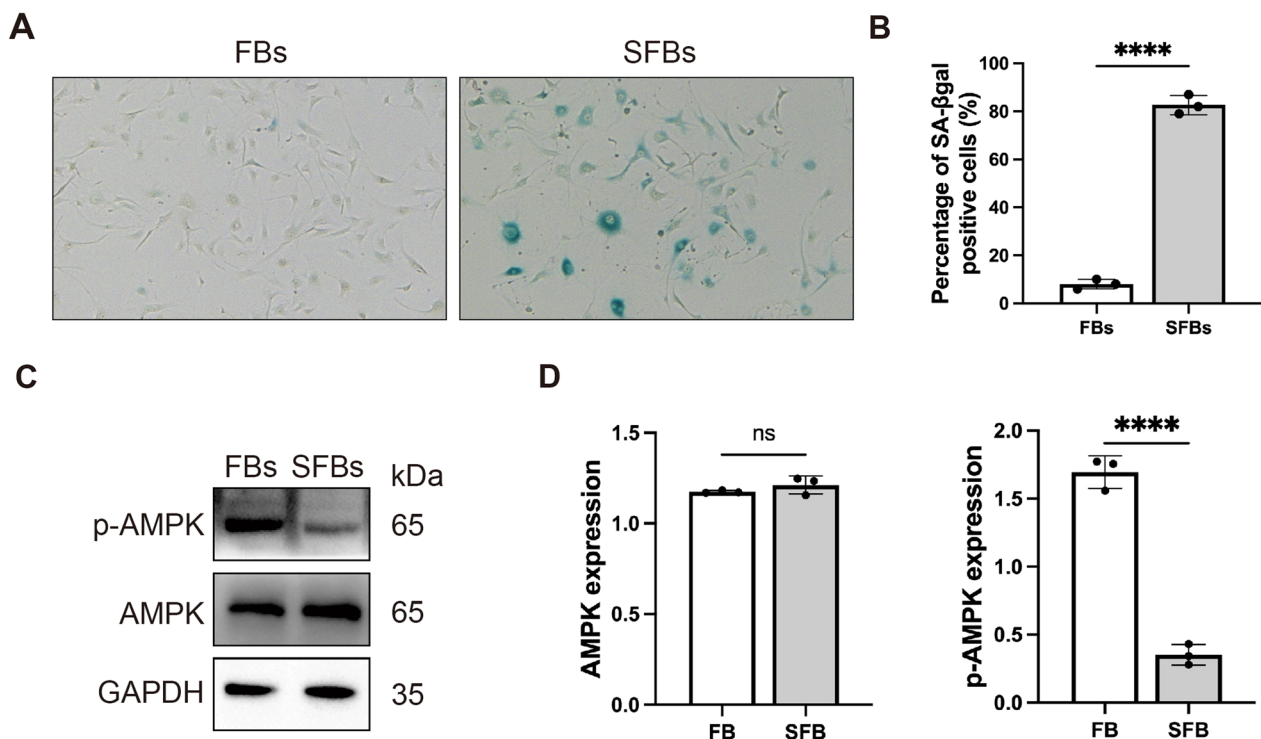 A
FBs
SFBs
B
Percentage of SA-βgal
positive cells (%)
****
100
80
60
40
20
0
FBs
SFBs
C
FBs SFBs kDa
p-AMPK 65
AMPK 65
GAPDH 35
D
AMPK expression
ns
1.5
1.0
0.5
0.0
FB
SFB
p-AMPK expression
****
2.0
1.5
1.0
0.5
0.0
FB
SFB